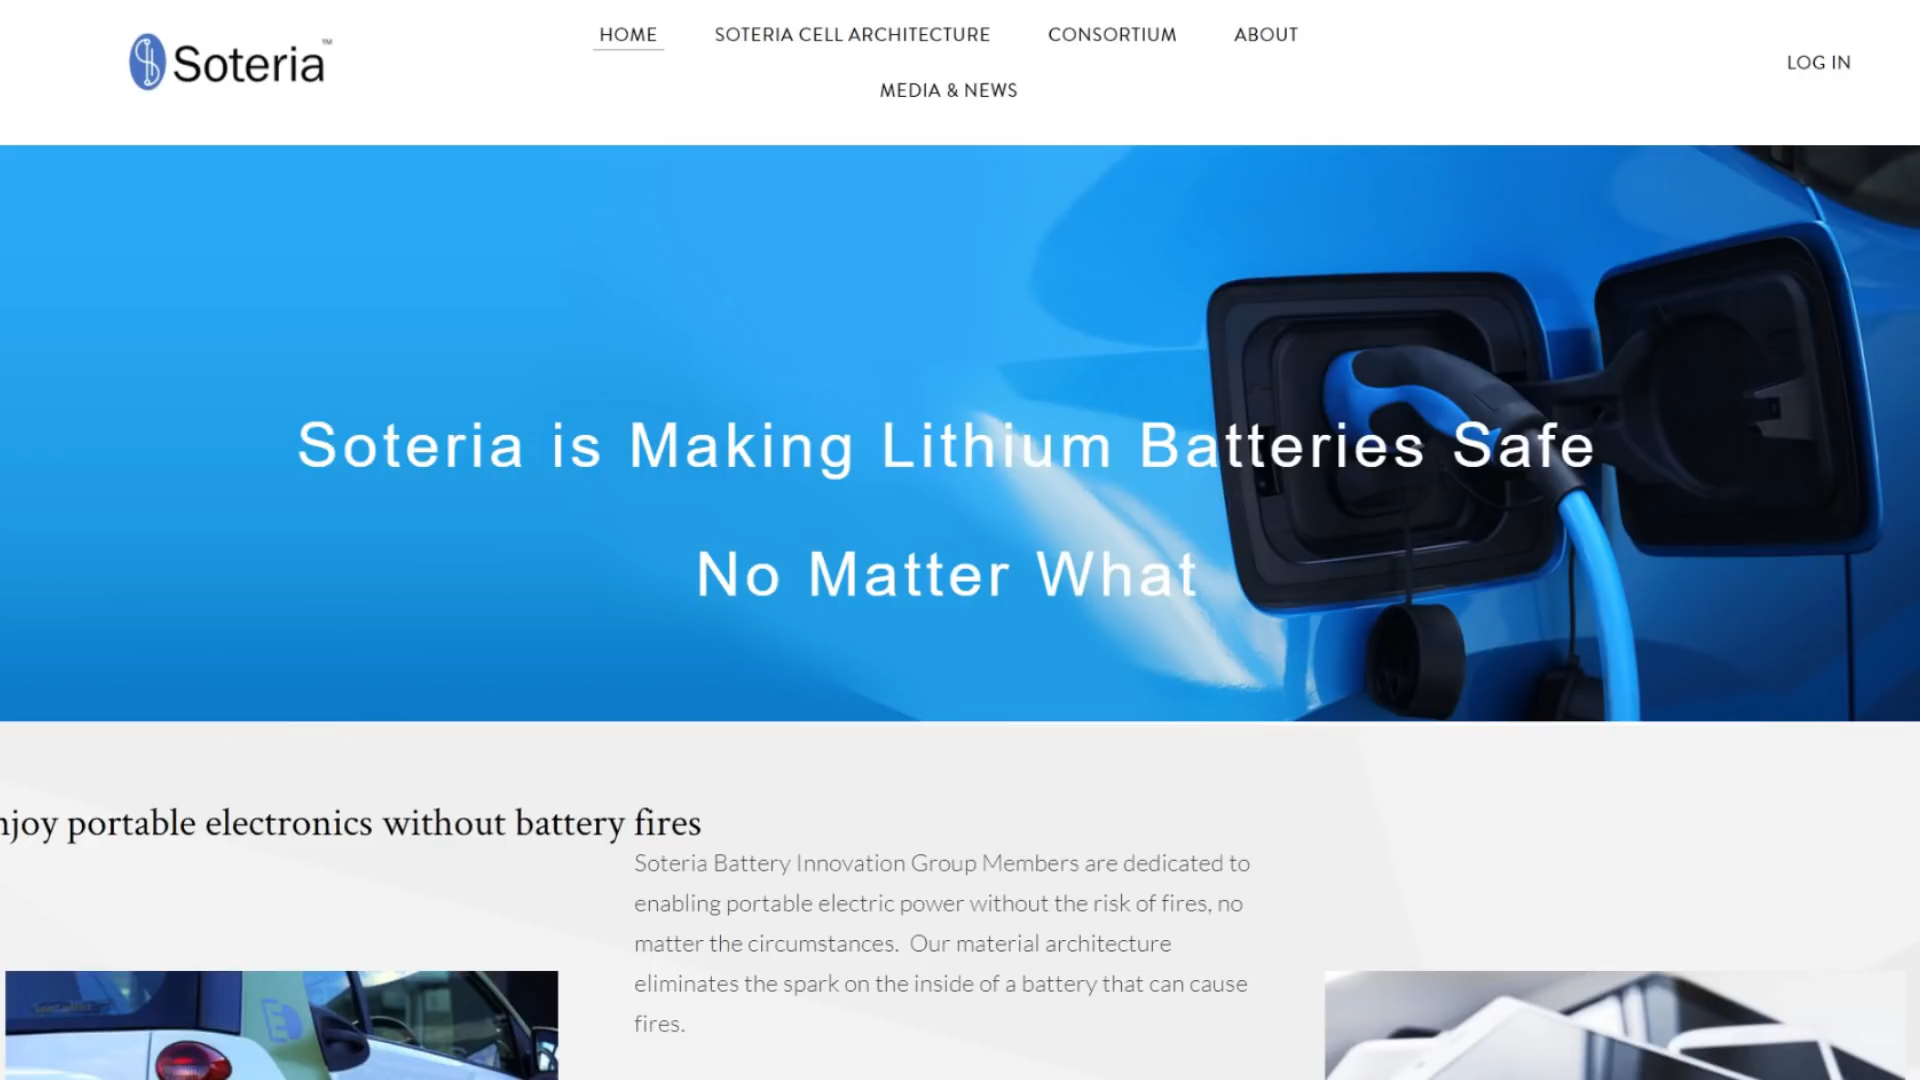 Soteria™
HOME
SOTERIA CELL ARCHITECTURE
CONSORTIUM
ABOUT
MEDIA & NEWS
LOG IN
Soteria is Making Lithium Batteries Safe
No Matter What
njoy portable electronics without battery fires
Soteria Battery Innovation Group Members are dedicated to
enabling portable electric power without the risk of fires, no
matter the circumstances. Our material architecture
eliminates the spark on the inside of a battery that can cause
fires.